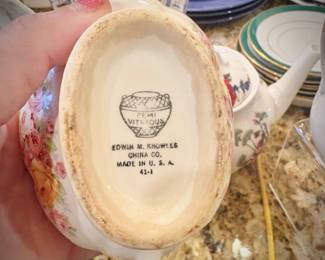 SEMI
VITREOUS
EDWIN M. KNOWLES
CHINA CO.
MADE IN U. S. A.
41-1